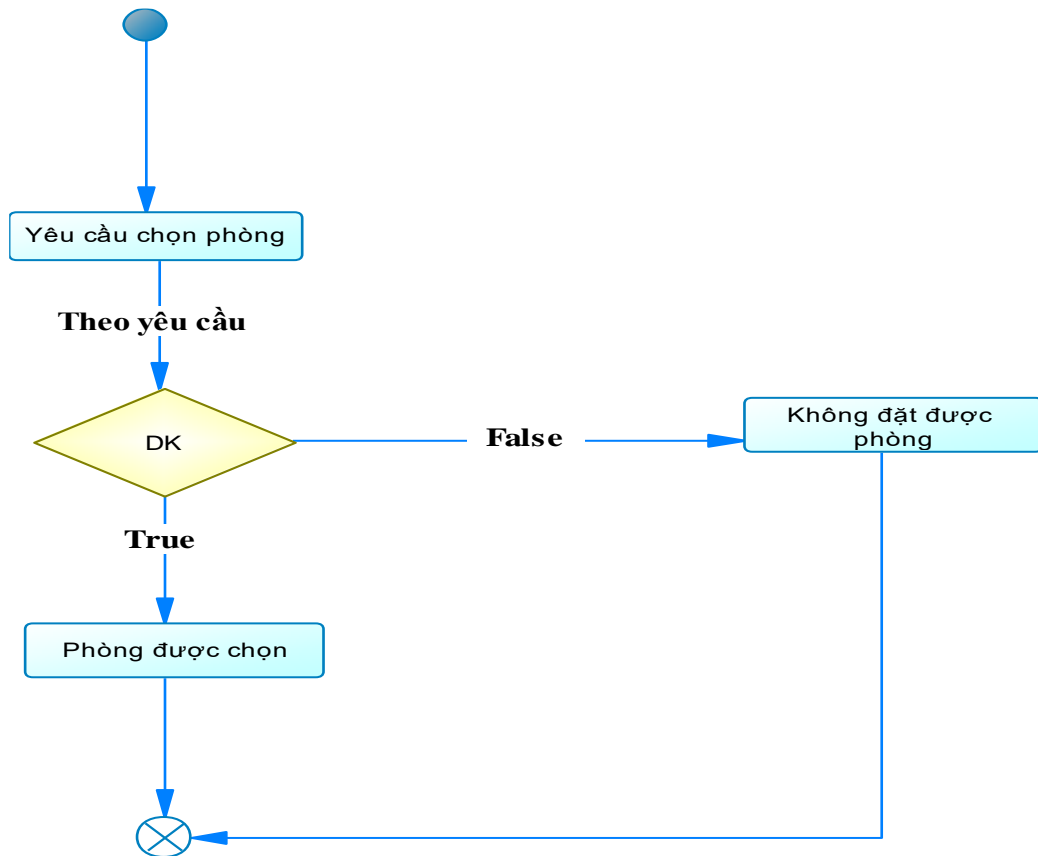 Yêu cầu chọn phòng
Theo yêu cầu
DK
False
Không đặt được
phòng
True
Phòng được chọn